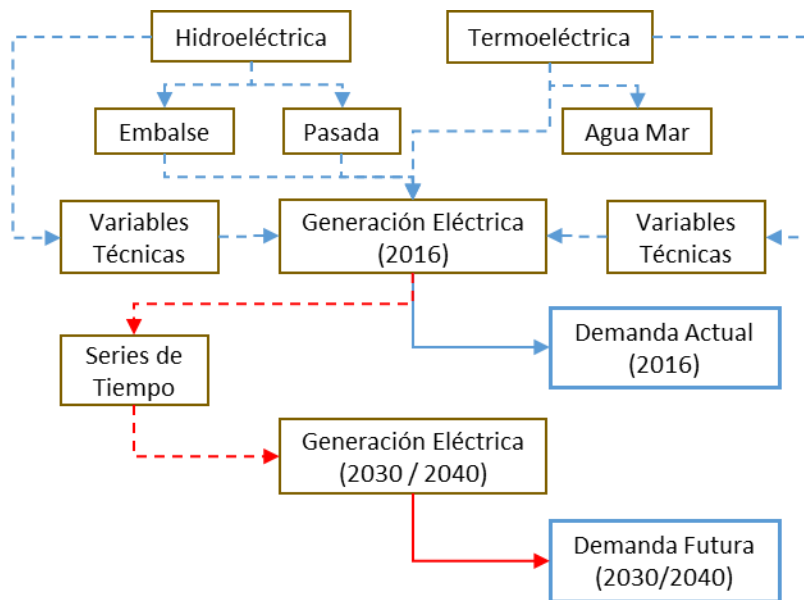 Hidroeléctrica
Termoeléctrica
Embalse
Pasada
Agua Mar
Variables
Técnicas
Generación Eléctrica
(2016)
Variables
Técnicas
Demanda Actual
(2016)
Series de
Tiempo
Generación Eléctrica
(2030 / 2040)
Demanda Futura
(2030/2040)